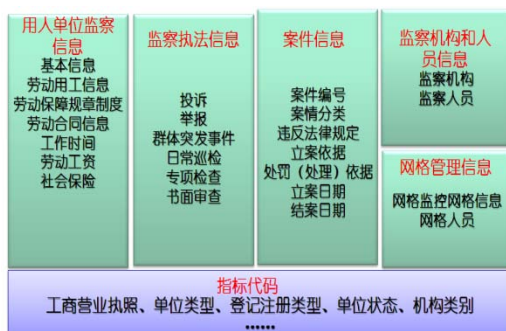 用人单位监察
信息
基本信息
劳动用工信息
劳动保障规章制度
劳动合同信息
工作时间
劳动工资
社会保险
监察执法信息
投诉
举报
群体突发事件
日常巡检
专项检查
书面审查
案件信息
案件编号
案情分类
违反法律规定
立案依据
处罚（处理）依据
立案日期
结案日期
监察机构和人
员信息
监察机构
监察人员
网格管理信息
网格监控网格信息
网格人员
指标代码
工商营业执照、单位类型、登记注册类型、单位状态、机构类别
······